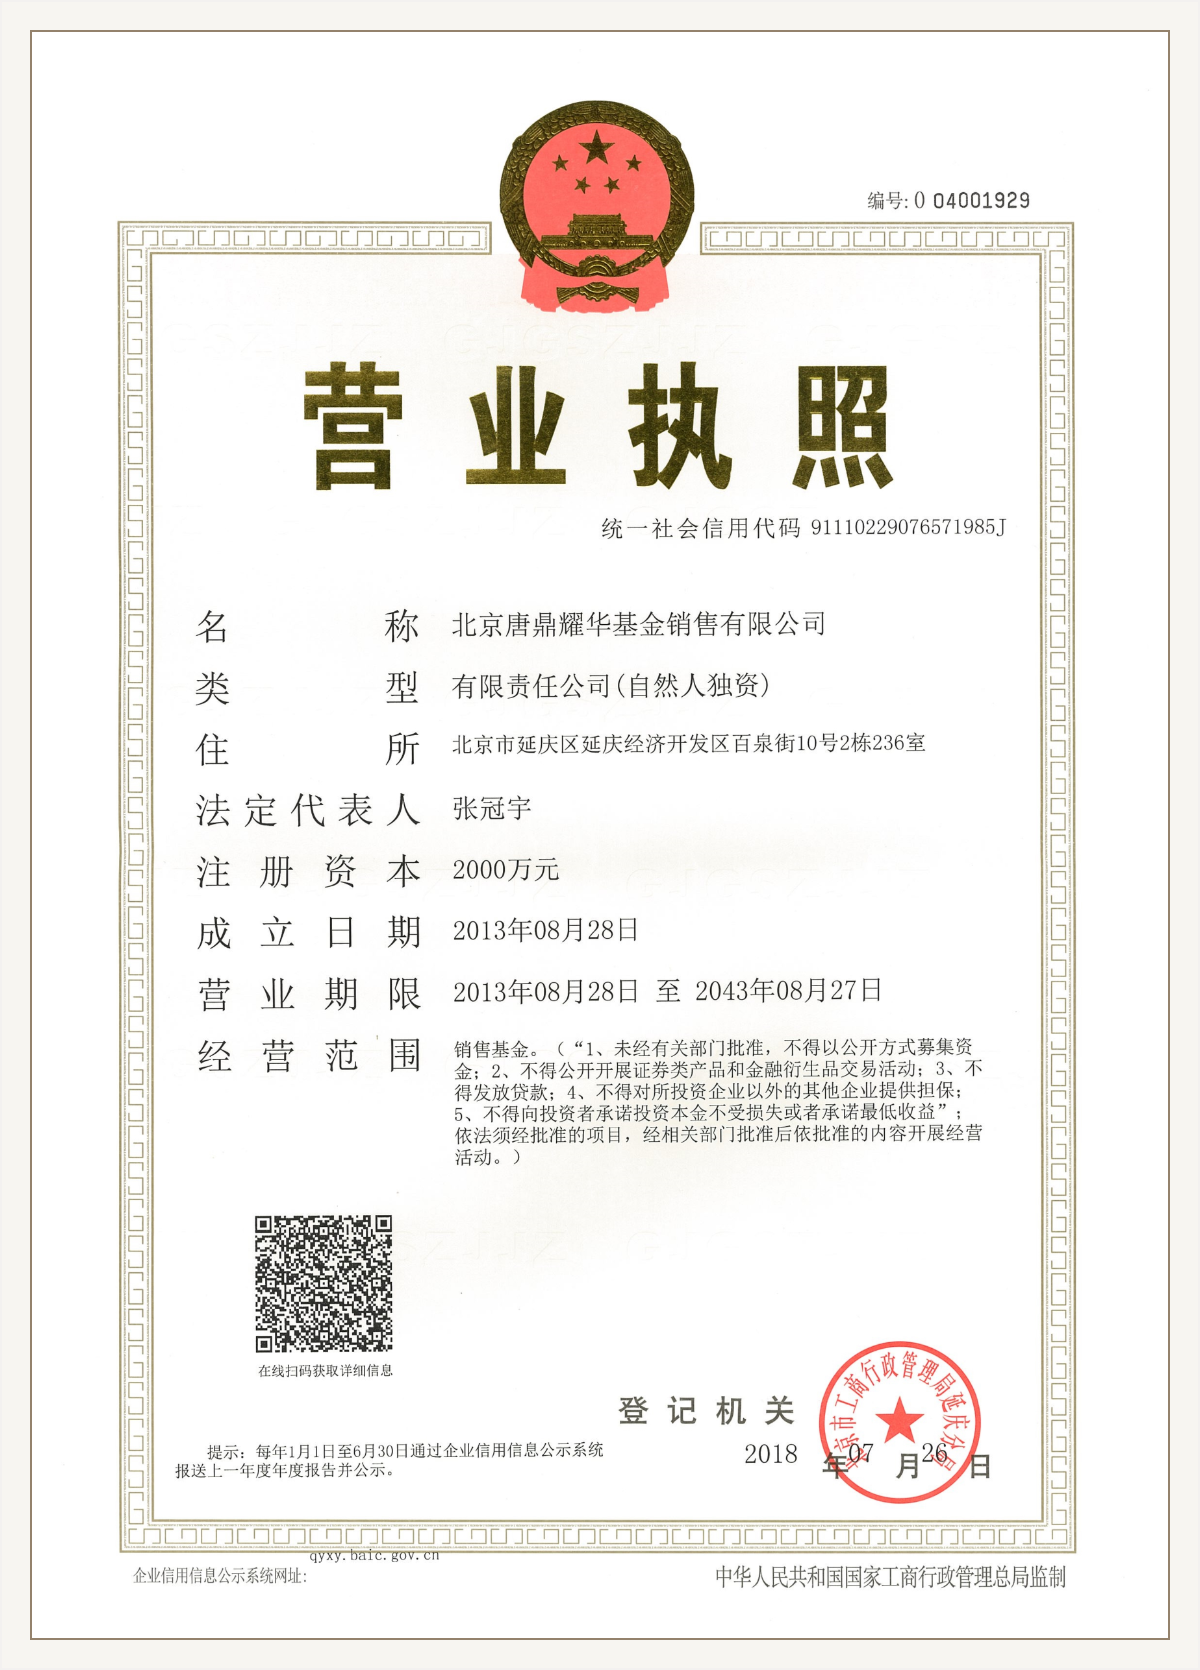 编号: 0 04001929
营业执照
统一社会信用代码 91110229076571985J
名称 北京唐鼎耀华基金销售有限公司
类型 有限责任公司(自然人独资)
住所 北京市延庆区延庆经济开发区百泉街10号2栋236室
法定代表人 张冠宇
注册资本 2000万元
成立日期 2013年08月28日
营业期限 2013年08月28日 至 2043年08月27日
经营范围 销售基金。（“1、未经有关部门批准，不得以公开方式募集资
金；2、不得公开开展证券类产品和金融衍生品交易活动；3、不
得发放贷款；4、不得对所投资企业以外的其他企业提供担保；
5、不得向投资者承诺投资本金不受损失或者承诺最低收益”；
依法须经批准的项目，经相关部门批准后依批准的内容开展经营
活动。）
在线扫码获取详细信息
登记机关
北京市工商行政管理局延庆分局
2018 年 07 月 26 日
提示：每年1月1日至6月30日通过企业信用信息公示系统
报送上一年度年度报告并公示。
qyxy.baic.gov.cn
企业信用信息公示系统网址:
中华人民共和国国家工商行政管理总局监制